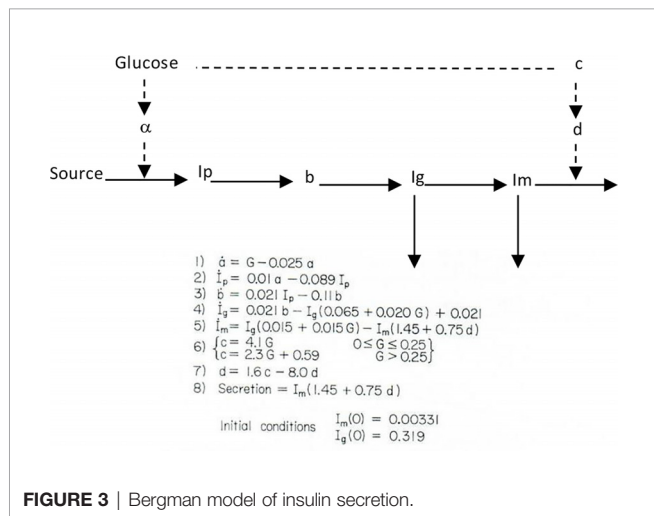 Glucose c
α d
Source Ip b Ig Im
1) ȧ = G-0.025 a
2) İp = 0.01 a -0.089 Ip
3) ḃ = 0.021 Ip -0.11 b
4) İg = 0.021 b - Ig(0.065 + 0.020 G) + 0.021
5) İm = Ig(0.015 + 0.015 G) - Im(1.45 + 0.75 d)
6) {c = 4.1 G 0 ≤ G ≤ 0.25}
{c = 2.3 G + 0.59 G > 0.25}
7) d = 1.6 c - 8.0 d
8) Secretion = Im(1.45 + 0.75 d)
Initial conditions Im(0) = 0.00331
Ig(0) = 0.319
FIGURE 3 | Bergman model of insulin secretion.